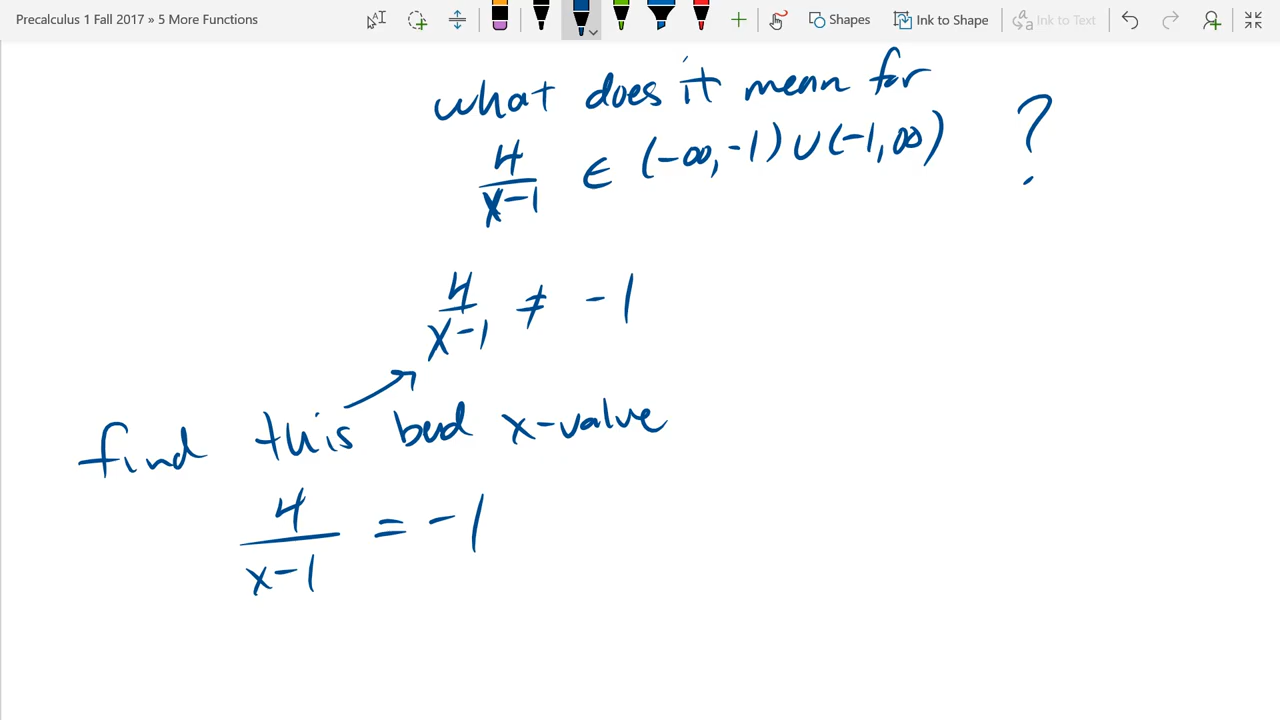 Precalculus 1 Fall 2017 » 5 More Functions
Shapes
Ink to Shape
Ink to Text
what does it mean for
4/(x-1) ∈ (-∞, -1) ∪ (-1, ∞) ?
4/(x-1) ≠ -1
find this bad x-value
4/(x-1) = -1